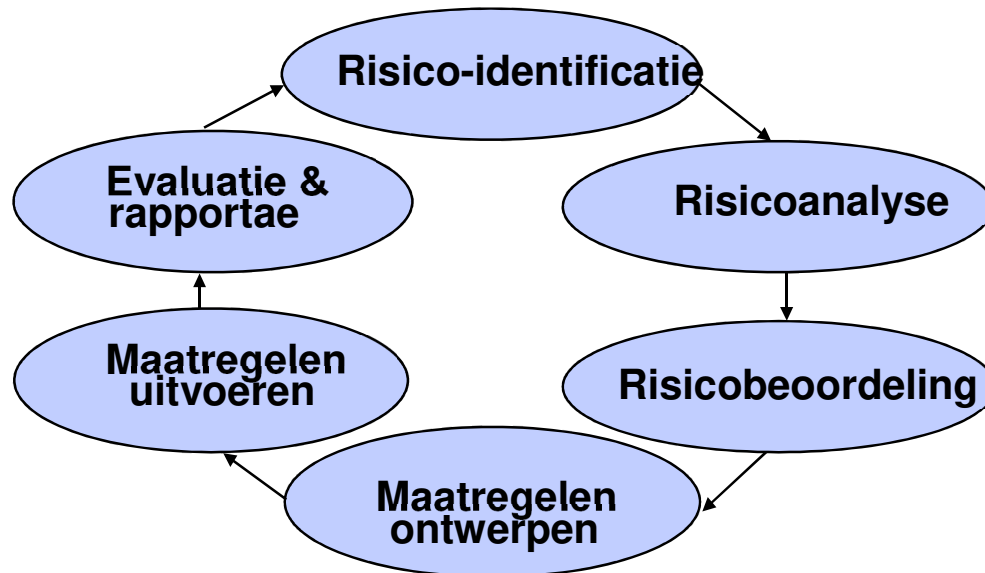 Risico-identificatie
Risicoanalyse
Risicobeoordeling
Maatregelen
ontwerpen
Maatregelen
uitvoeren
Evaluatie &
rapportae